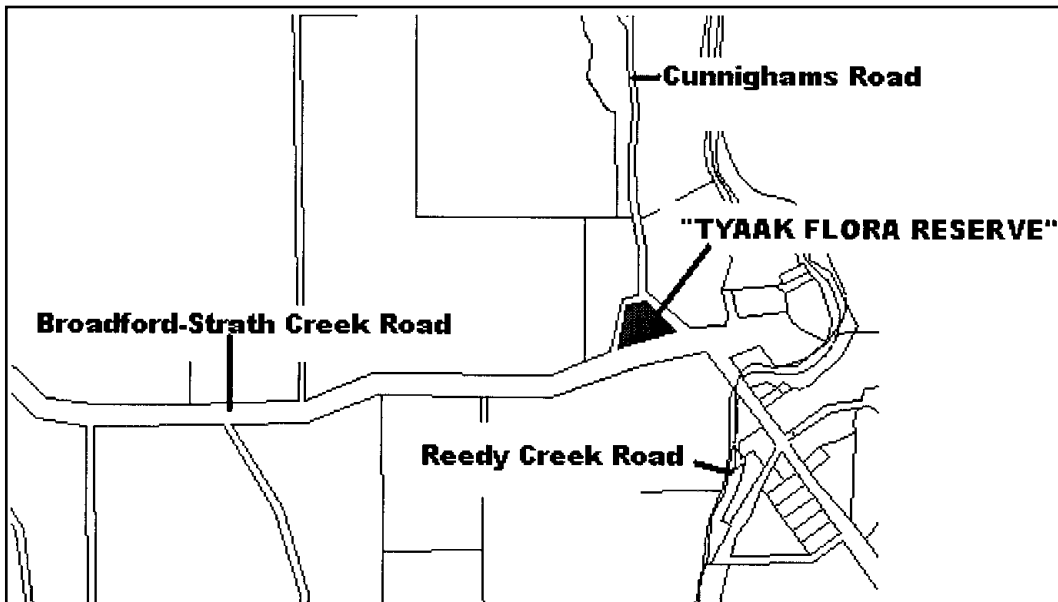 Cunnighams Road
"TYAAK FLORA RESERVE"
Broadford-Strath Creek Road
Reedy Creek Road